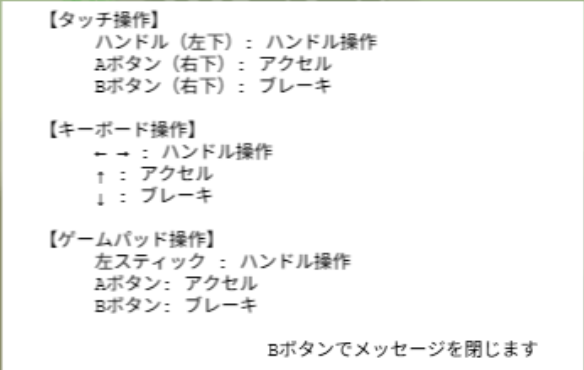 【タッチ操作】
ハンドル（左下）: ハンドル操作
Aボタン（右下）: アクセル
Bボタン（右下）: ブレーキ
【キーボード操作】
← → : ハンドル操作
↑ : アクセル
↓ : ブレーキ
【ゲームパッド操作】
左スティック : ハンドル操作
Aボタン: アクセル
Bボタン: ブレーキ
Bボタンでメッセージを閉じます